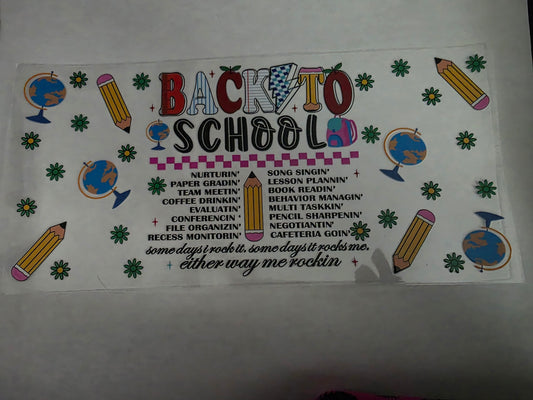 BACK TO
SCHOOL
NURTURIN'
PAPER GRADIN'
TEAM MEETIN'
COFFEE DRINKIN'
EVALUATIN'
CONFERENCIN'
FILE ORGANIZIN'
RECESS MONITORIN'
SONG SINGIN'
LESSON PLANNIN'
BOOK READIN'
BEHAVIOR MANAGIN'
MULTI TASKIN'
PENCIL SHARPENIN'
NEGOTIANTIN'
CAFETERIA GOIN'
some days i rock it. some days it rocks me.
either way me rockin